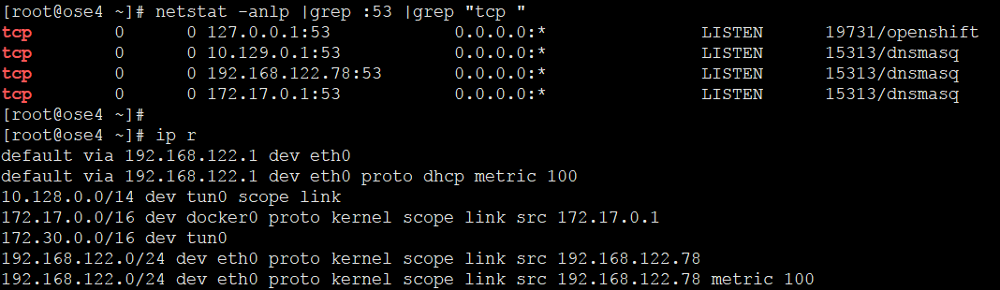 [root@ose4 ~]# netstat -anlp |grep :53 |grep "tcp "
tcp        0      0 127.0.0.1:53            0.0.0.0:*               LISTEN      19731/openshift
tcp        0      0 10.129.0.1:53           0.0.0.0:*               LISTEN      15313/dnsmasq
tcp        0      0 192.168.122.78:53       0.0.0.0:*               LISTEN      15313/dnsmasq
tcp        0      0 172.17.0.1:53           0.0.0.0:*               LISTEN      15313/dnsmasq
[root@ose4 ~]#
[root@ose4 ~]# ip r
default via 192.168.122.1 dev eth0
default via 192.168.122.1 dev eth0 proto dhcp metric 100
10.128.0.0/14 dev tun0 scope link
172.17.0.0/16 dev docker0 proto kernel scope link src 172.17.0.1
172.30.0.0/16 dev tun0
192.168.122.0/24 dev eth0 proto kernel scope link src 192.168.122.78
192.168.122.0/24 dev eth0 proto kernel scope link src 192.168.122.78 metric 100